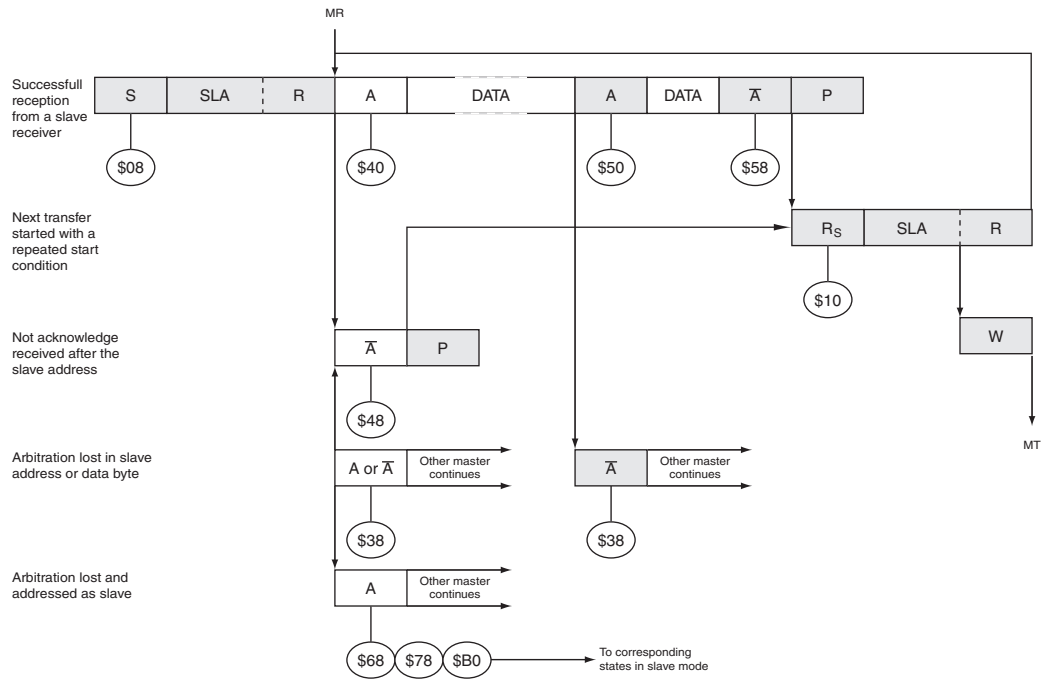 MR
Successfull
reception
from a slave
receiver
S SLA R A DATA A DATA A̅ P
$08 $40 $50 $58
Next transfer
started with a
repeated start
condition
RS SLA R
$10
Not acknowledge
received after the
slave address
A̅ P
W
$48
MT
Arbitration lost in slave
address or data byte
A or A̅
Other master
continues
A̅
Other master
continues
$38 $38
Arbitration lost and
addressed as slave
A
Other master
continues
$68 $78 $B0
To corresponding
states in slave mode